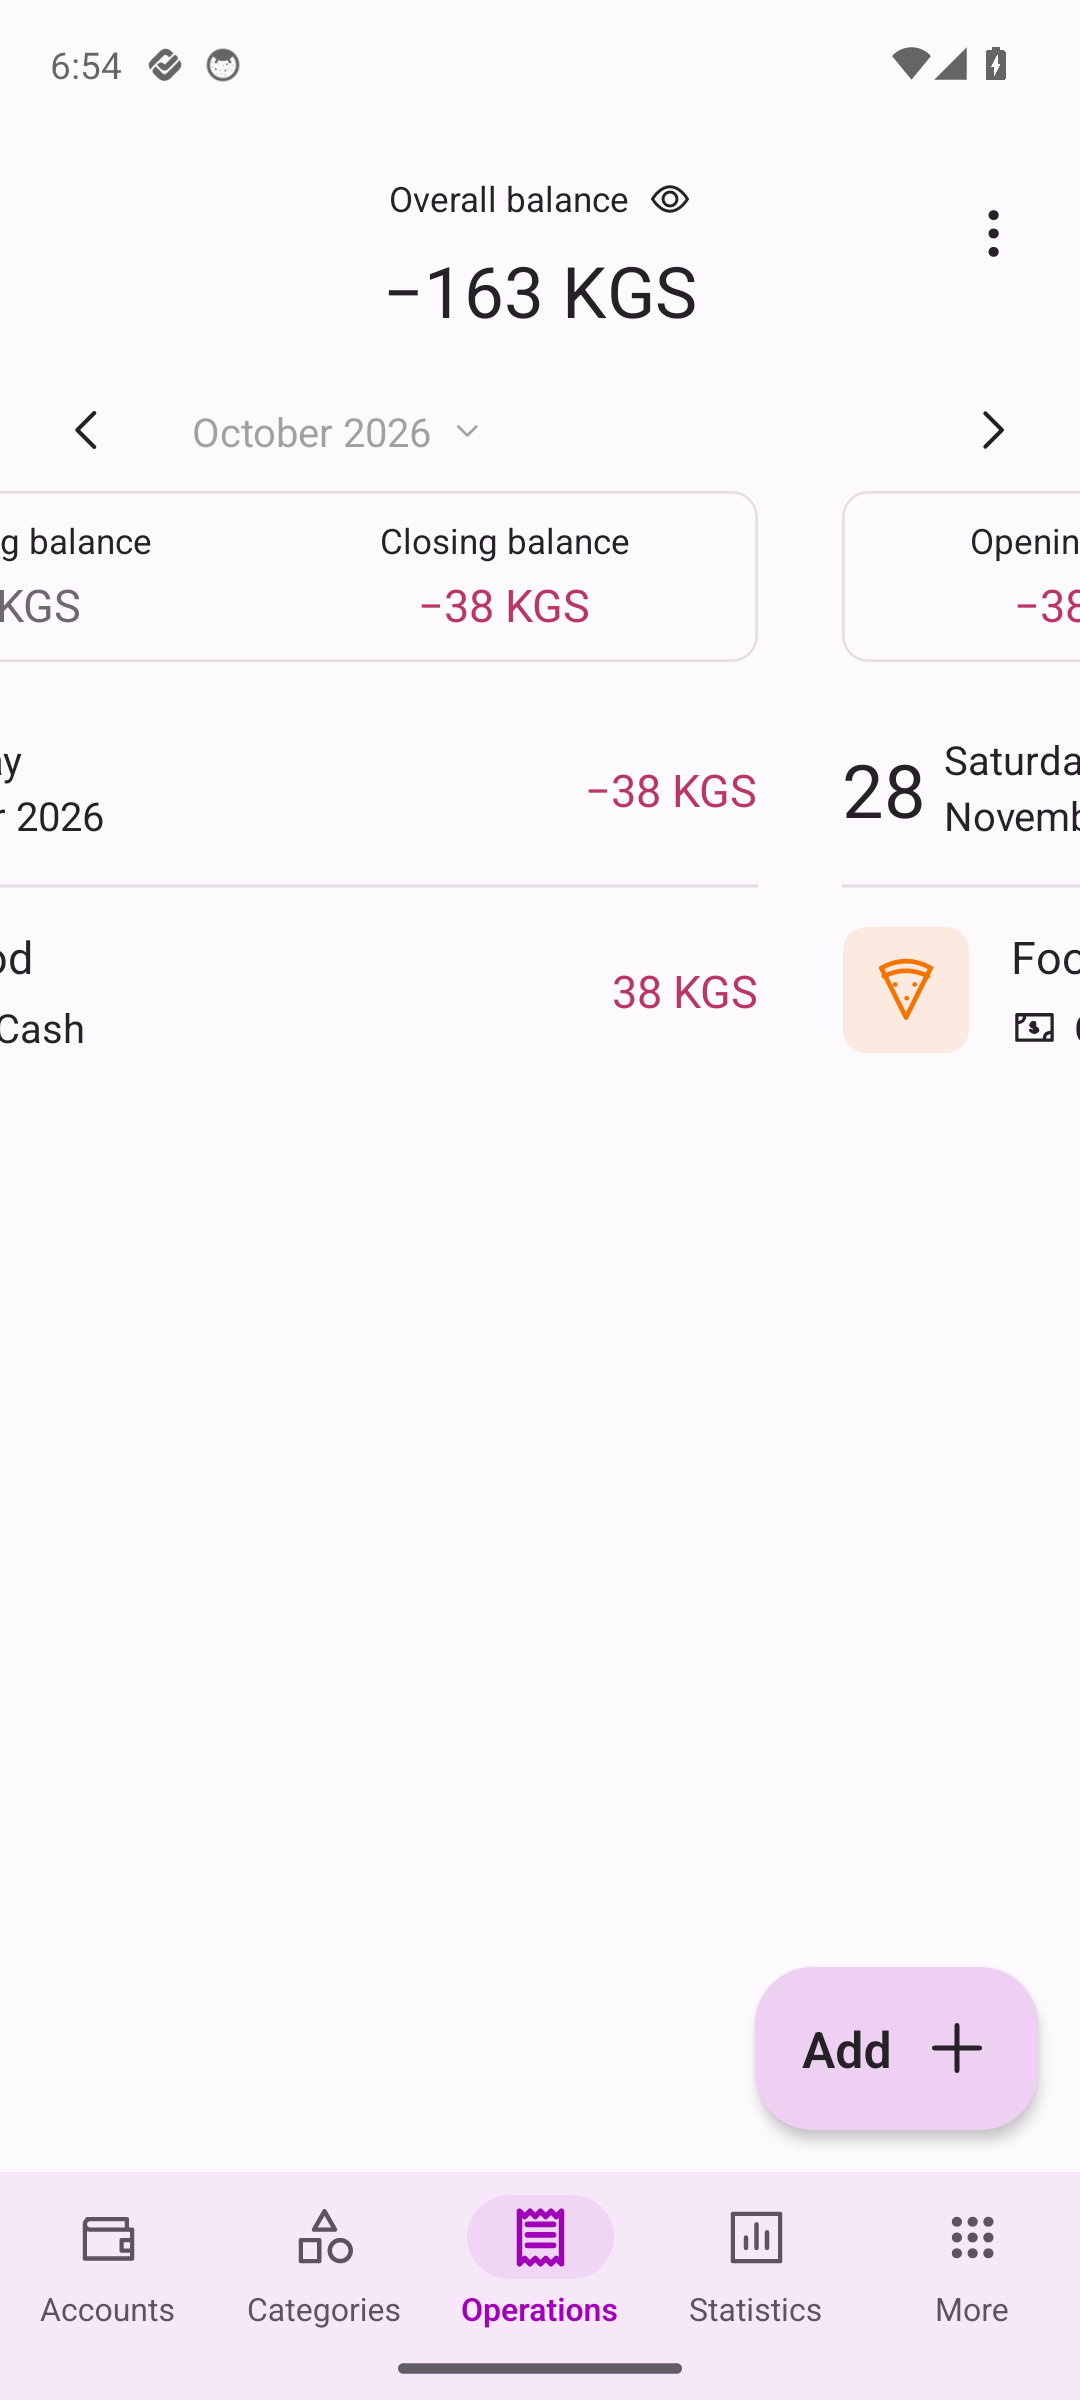 6:54
Overall balance
−163 KGS
October 2026
g balance
KGS
Closing balance
−38 KGS
Openin
−38
ay
r 2026
−38 KGS
28
Saturda
Novemb
od
Cash
38 KGS
Foo
Add
Accounts
Categories
Operations
Statistics
More